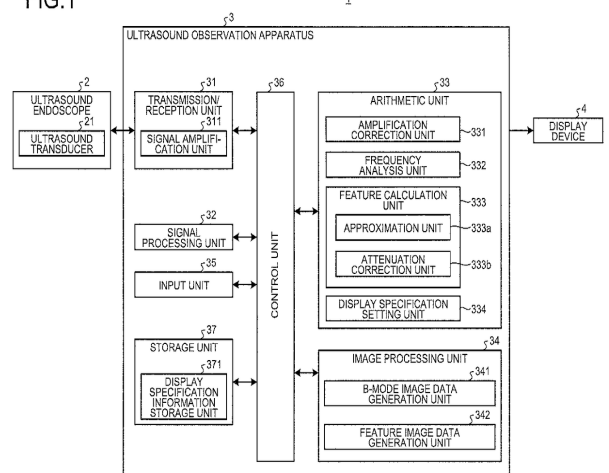 FIG.1
1
3
ULTRASOUND OBSERVATION APPARATUS
2
ULTRASOUND
ENDOSCOPE
21
ULTRASOUND
TRANSDUCER
31
TRANSMISSION/
RECEPTION UNIT
311
SIGNAL AMPLIFI-
CATION UNIT
32
SIGNAL
PROCESSING UNIT
35
INPUT UNIT
37
STORAGE UNIT
371
DISPLAY
SPECIFICATION
INFORMATION
STORAGE UNIT
36
CONTROL UNIT
33
ARITHMETIC UNIT
AMPLIFICATION
CORRECTION UNIT
331
FREQUENCY
ANALYSIS UNIT
332
FEATURE CALCULATION
UNIT
333
APPROXIMATION UNIT
333a
ATTENUATION
CORRECTION UNIT
333b
DISPLAY SPECIFICATION
SETTING UNIT
334
34
IMAGE PROCESSING UNIT
341
B-MODE IMAGE DATA
GENERATION UNIT
342
FEATURE IMAGE DATA
GENERATION UNIT
4
DISPLAY
DEVICE